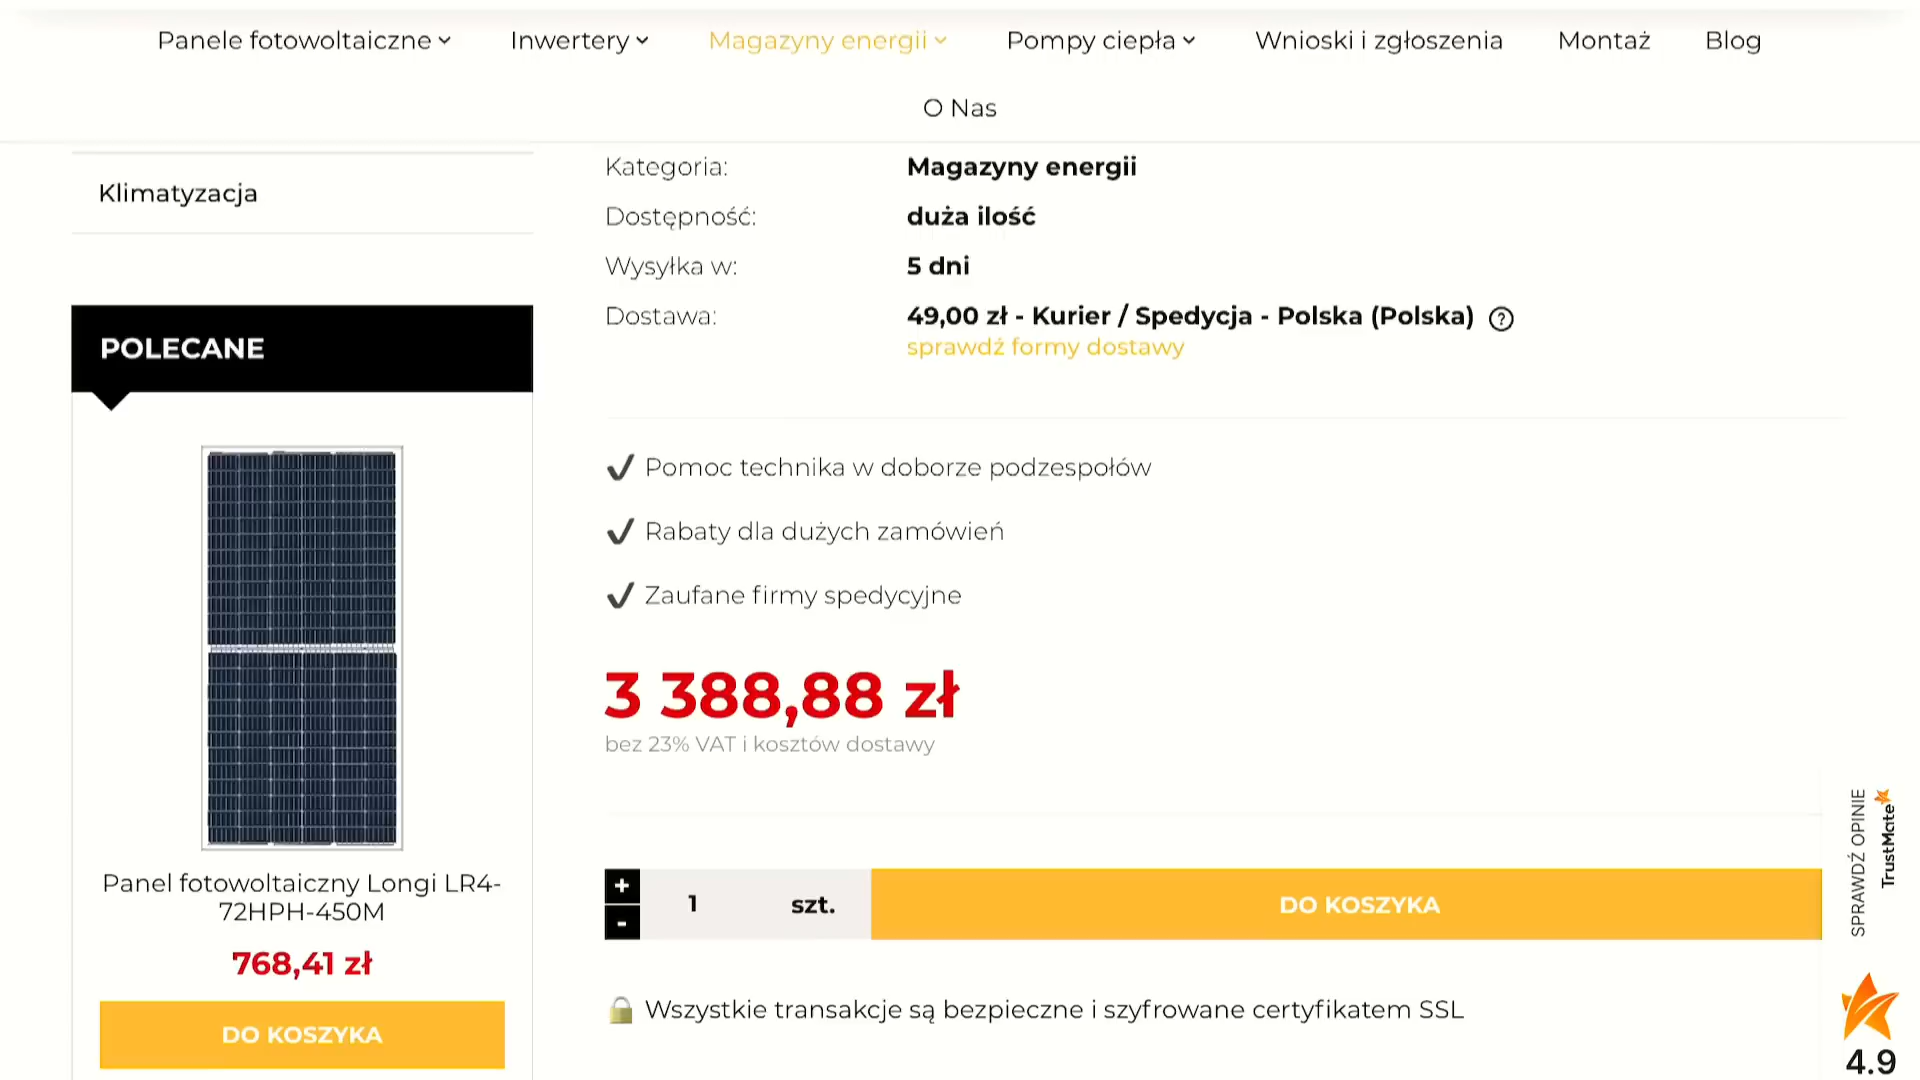 Panele fotowoltaiczne
Inwertery
Magazyny energii
Pompy ciepła
Wnioski i zgłoszenia
Montaż
Blog
O Nas
Klimatyzacja
POLECANE
Panel fotowoltaiczny Longi LR4-
72HPH-450M
768,41 zł
DO KOSZYKA
Kategoria: Magazyny energii
Dostępność: duża ilość
Wysyłka w: 5 dni
Dostawa: 49,00 zł - Kurier / Spedycja - Polska (Polska) ?
sprawdź formy dostawy
Pomoc technika w doborze podzespołów
Rabaty dla dużych zamówień
Zaufane firmy spedycyjne
3 388,88 zł
bez 23% VAT i kosztów dostawy
+
-
1 szt.
DO KOSZYKA
Wszystkie transakcje są bezpieczne i szyfrowane certyfikatem SSL
SPRAWDŹ OPINIE
TrustMate
4.9